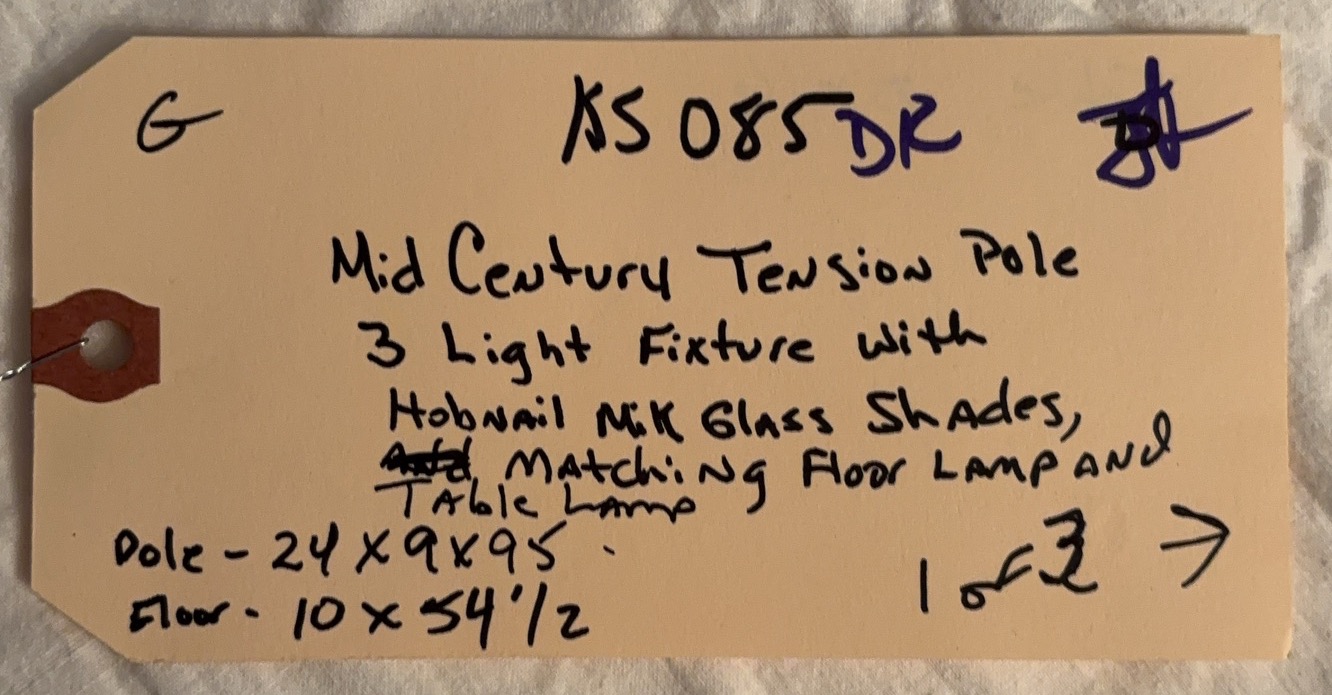 G AS 085 DR
Mid Century Tension Pole
3 Light Fixture with
Hobnail Milk Glass Shades,
Matching Floor Lamp and
Table Lamp
Pole - 24 x 9 x 95
Floor - 10 x 54 1/2
1 of 3 →